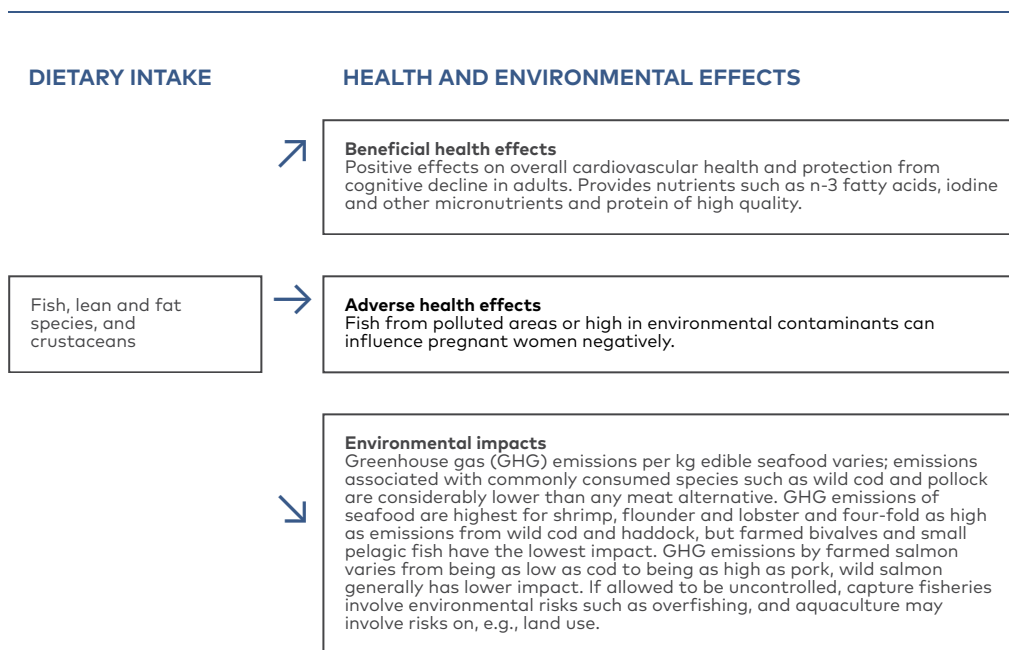 DIETARY INTAKE
HEALTH AND ENVIRONMENTAL EFFECTS
Beneficial health effects
Positive effects on overall cardiovascular health and protection from
cognitive decline in adults. Provides nutrients such as n-3 fatty acids, iodine
and other micronutrients and protein of high quality.
Fish, lean and fat
species, and
crustaceans
Adverse health effects
Fish from polluted areas or high in environmental contaminants can
influence pregnant women negatively.
Environmental impacts
Greenhouse gas (GHG) emissions per kg edible seafood varies; emissions
associated with commonly consumed species such as wild cod and pollock
are considerably lower than any meat alternative. GHG emissions of
seafood are highest for shrimp, flounder and lobster and four-fold as high
as emissions from wild cod and haddock, but farmed bivalves and small
pelagic fish have the lowest impact. GHG emissions by farmed salmon
varies from being as low as cod to being as high as pork, wild salmon
generally has lower impact. If allowed to be uncontrolled, capture fisheries
involve environmental risks such as overfishing, and aquaculture may
involve risks on, e.g., land use.